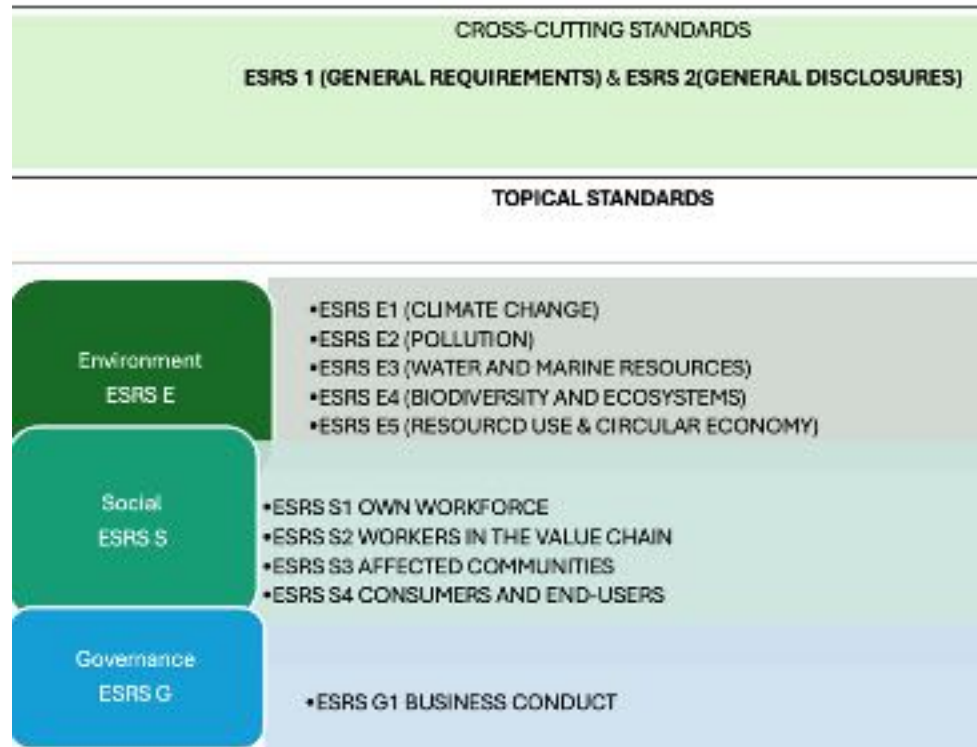 CROSS-CUTTING STANDARDS
ESRS 1 (GENERAL REQUIREMENTS) & ESRS 2(GENERAL DISCLOSURES)
TOPICAL STANDARDS
Environment
ESRS E
•ESRS E1 (CLIMATE CHANGE)
•ESRS E2 (POLLUTION)
•ESRS E3 (WATER AND MARINE RESOURCES)
•ESRS E4 (BIODIVERSITY AND ECOSYSTEMS)
•ESRS E5 (RESOURCD USE & CIRCULAR ECONOMY)
Social
ESRS S
•ESRS S1 OWN WORKFORCE
•ESRS S2 WORKERS IN THE VALUE CHAIN
•ESRS S3 AFFECTED COMMUNITIES
•ESRS S4 CONSUMERS AND END-USERS
Governance
ESRS G
•ESRS G1 BUSINESS CONDUCT